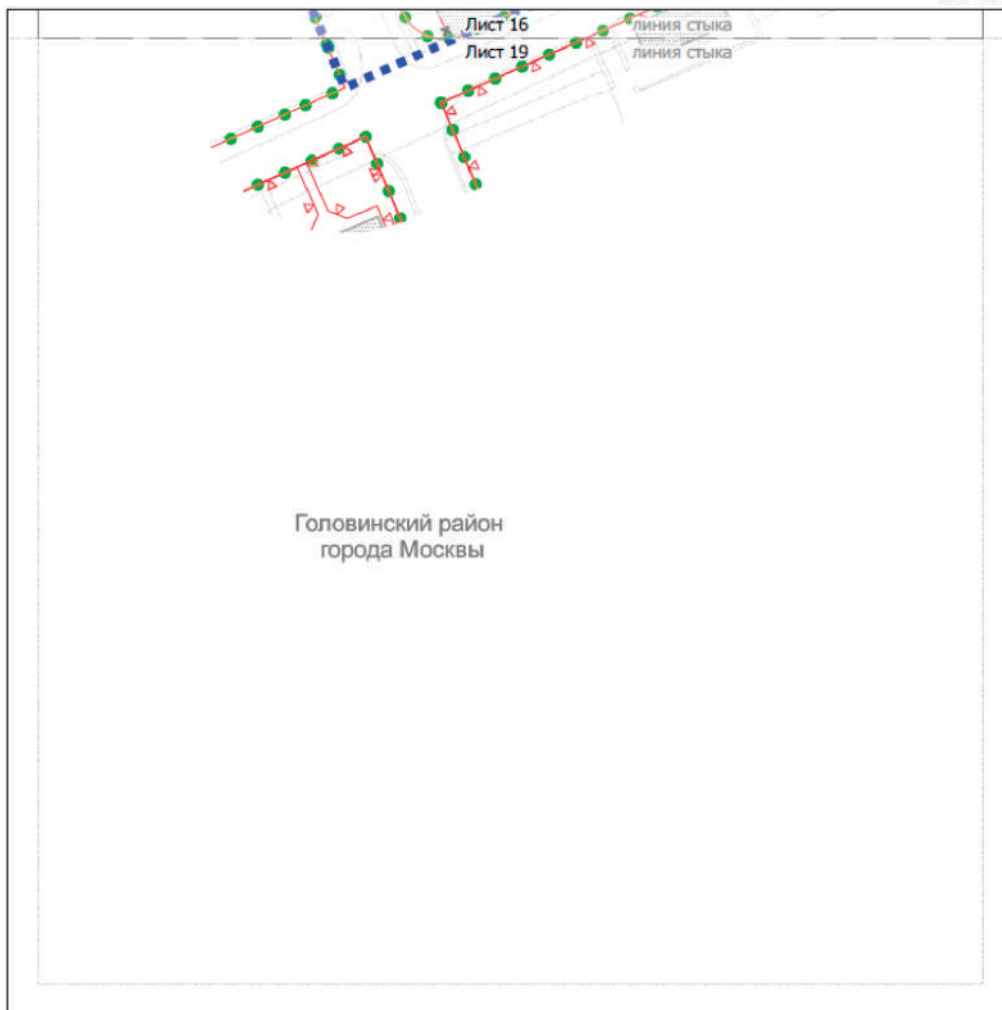 Лист 16 линия стыка
Лист 19 линия стыка
Головинский район
города Москвы